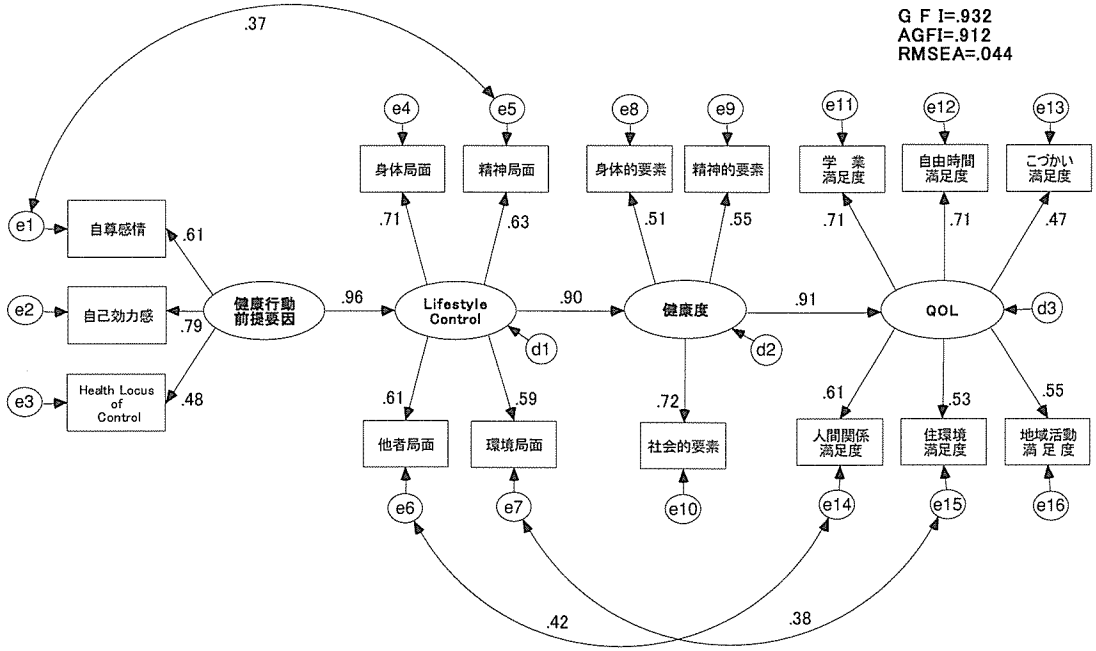 .37
G F I=.932
AGFI=.912
RMSEA=.044
e4
e5
e8
e9
e11
e12
e13
身体局面
精神局面
身体的要素
精神的要素
学 業
満足度
自由時間
満足度
こづかい
満足度
e1
自尊感情
.61
.71
.63
.51
.55
.71
.71
.47
e2
自己効力感
.79
健康行動
前提要因
.96
Lifestyle
Control
.90
健康度
.91
QOL
d3
d1
d2
e3
Health Locus
of
Control
.48
.61
.59
.72
.61
.53
.55
他者局面
環境局面
社会的要素
人間関係
満足度
住環境
満足度
地域活動
満 足 度
e6
e7
e10
e14
e15
e16
.42
.38